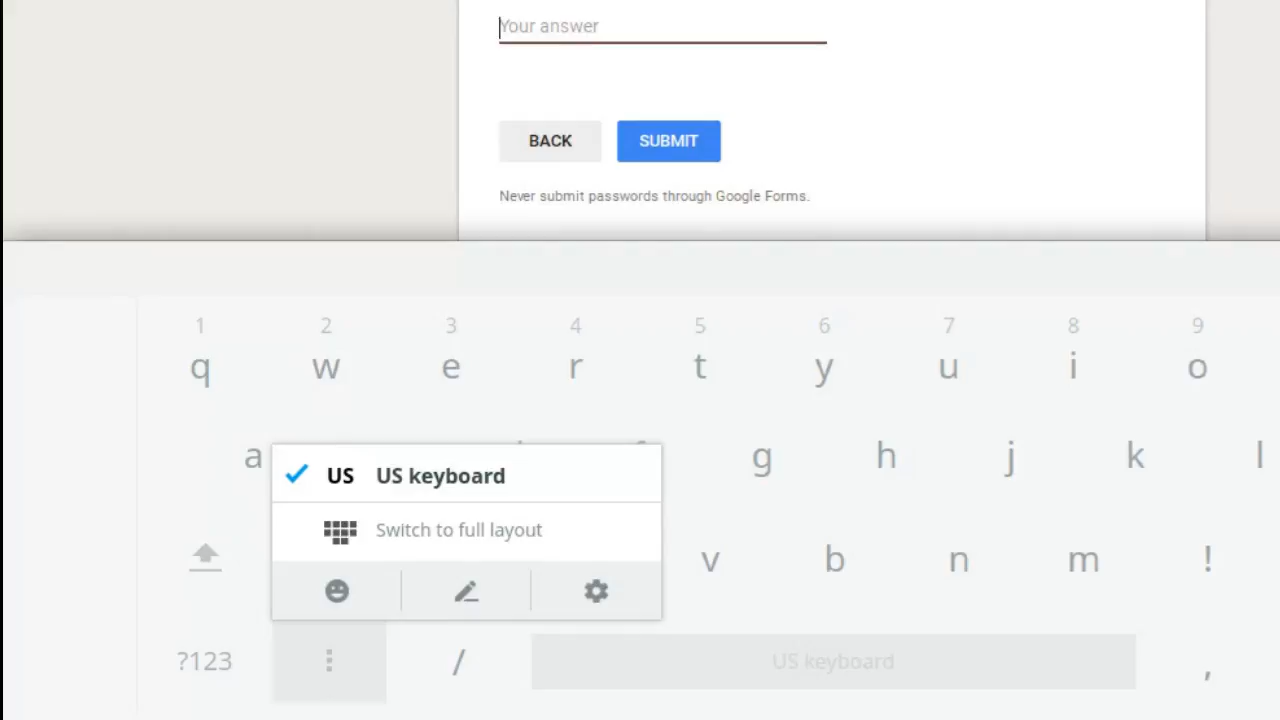 Your answer
BACK SUBMIT
Never submit passwords through Google Forms.
1 2 3 4 5 6 7 8 9
q w e r t y u i o
a g h j k l
US US keyboard
Switch to full layout
v b n m !
?123 / US keyboard ,